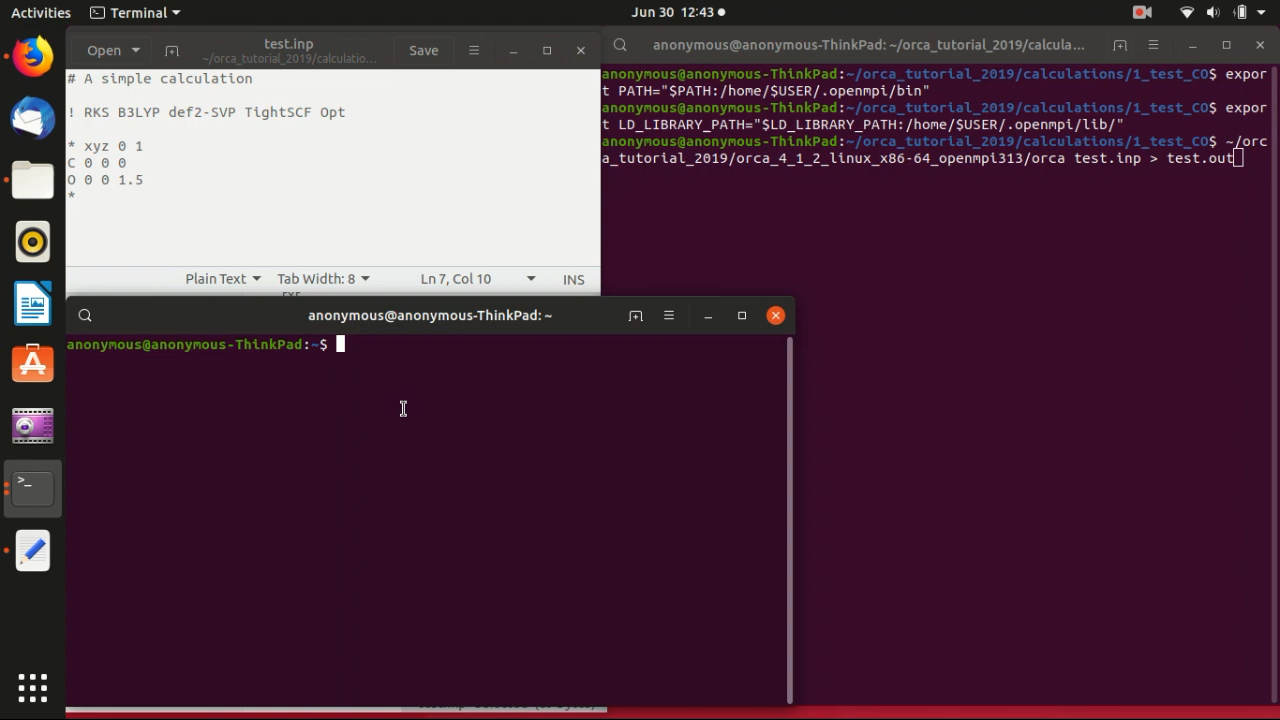 Activities
Terminal
Jun 30 12:43
Open
test.inp
~/orca_tutorial_2019/calculatio...
Save
# A simple calculation
! RKS B3LYP def2-SVP TightSCF Opt
* xyz 0 1
C 0 0 0
O 0 0 1.5
*
Plain Text
Tab Width: 8
Ln 7, Col 10
INS
anonymous@anonymous-ThinkPad: ~/orca_tutorial_2019/calcula...
anonymous@anonymous-ThinkPad:~/orca_tutorial_2019/calculations/1_test_CO$ expor
t PATH="$PATH:/home/$USER/.openmpi/bin"
anonymous@anonymous-ThinkPad:~/orca_tutorial_2019/calculations/1_test_CO$ expor
t LD_LIBRARY_PATH="$LD_LIBRARY_PATH:/home/$USER/.openmpi/lib/"
anonymous@anonymous-ThinkPad:~/orca_tutorial_2019/calculations/1_test_CO$ ~/orc
a_tutorial_2019/orca_4_1_2_linux_x86-64_openmpi313/orca test.inp > test.out
anonymous@anonymous-ThinkPad: ~
anonymous@anonymous-ThinkPad:~$